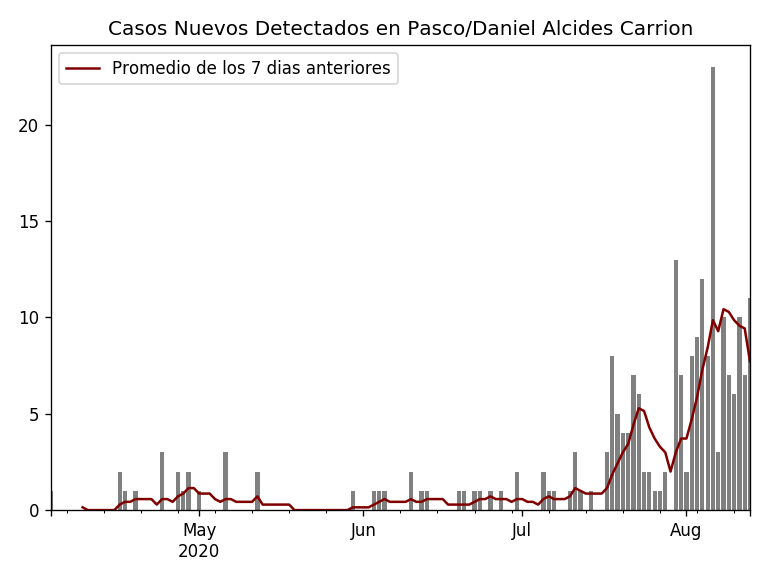 Casos Nuevos Detectados en Pasco/Daniel Alcides Carrion
Promedio de los 7 dias anteriores
20
15
10
5
0
May
2020
Jun
Jul
Aug